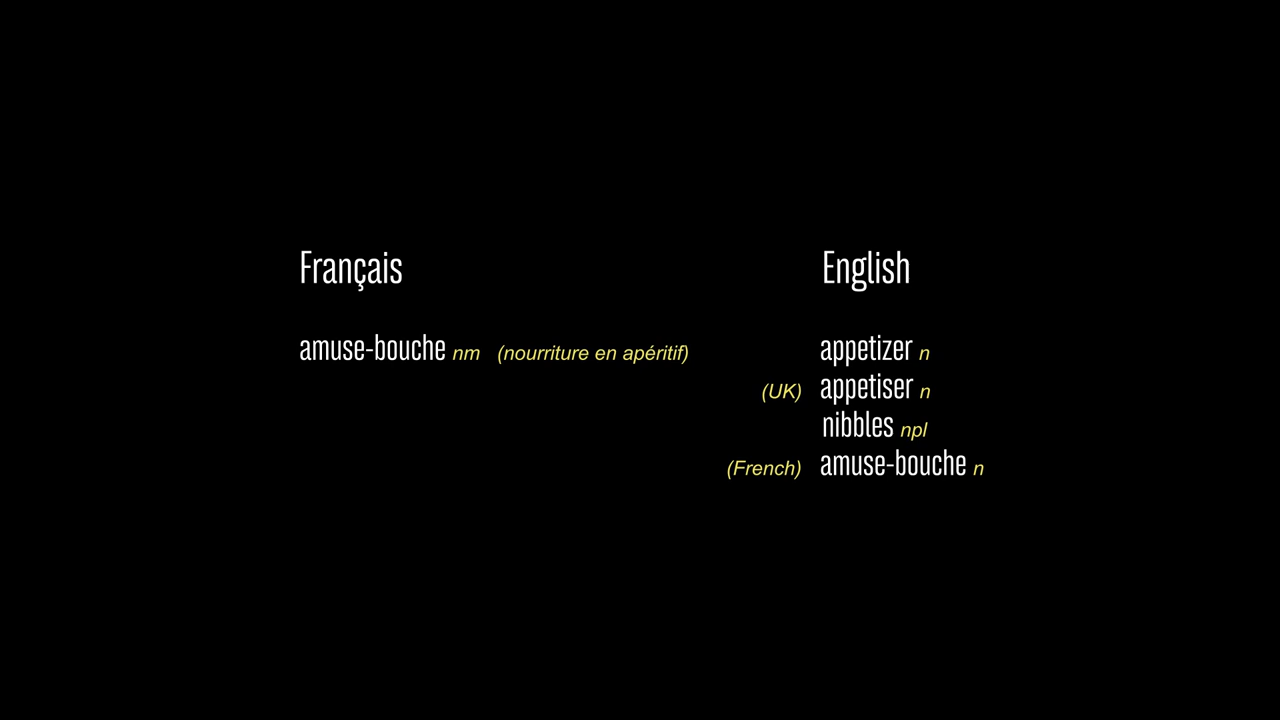 Français English
amuse-bouche nm (nourriture en apéritif) appetizer n
(UK) appetiser n
nibbles npl
(French) amuse-bouche n